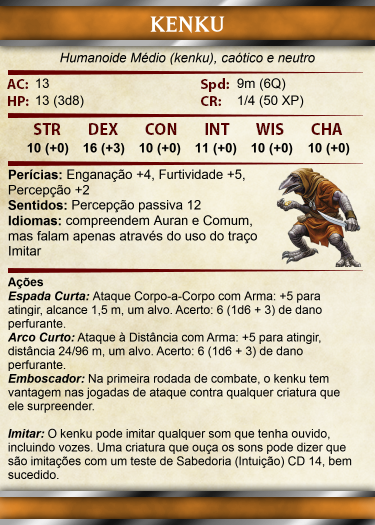 KENKU
Humanoide Médio (kenku), caótico e neutro
AC: 13 Spd: 9m (6Q)
HP: 13 (3d8) CR: 1/4 (50 XP)
STR DEX CON INT WIS CHA
10 (+0) 16 (+3) 10 (+0) 11 (+0) 10 (+0) 10 (+0)
Perícias: Enganação +4, Furtividade +5,
Percepção +2
Sentidos: Percepção passiva 12
Idiomas: compreendem Auran e Comum,
mas falam apenas através do uso do traço
Imitar
Ações
Espada Curta: Ataque Corpo-a-Corpo com Arma: +5 para
atingir, alcance 1,5 m, um alvo. Acerto: 6 (1d6 + 3) de dano
perfurante.
Arco Curto: Ataque à Distância com Arma: +5 para atingir,
distância 24/96 m, um alvo. Acerto: 6 (1d6 + 3) de dano
perfurante.
Emboscador: Na primeira rodada de combate, o kenku tem
vantagem nas jogadas de ataque contra qualquer criatura que
ele surpreender.
Imitar: O kenku pode imitar qualquer som que tenha ouvido,
incluindo vozes. Uma criatura que ouça os sons pode dizer que
são imitações com um teste de Sabedoria (Intuição) CD 14, bem
sucedido.